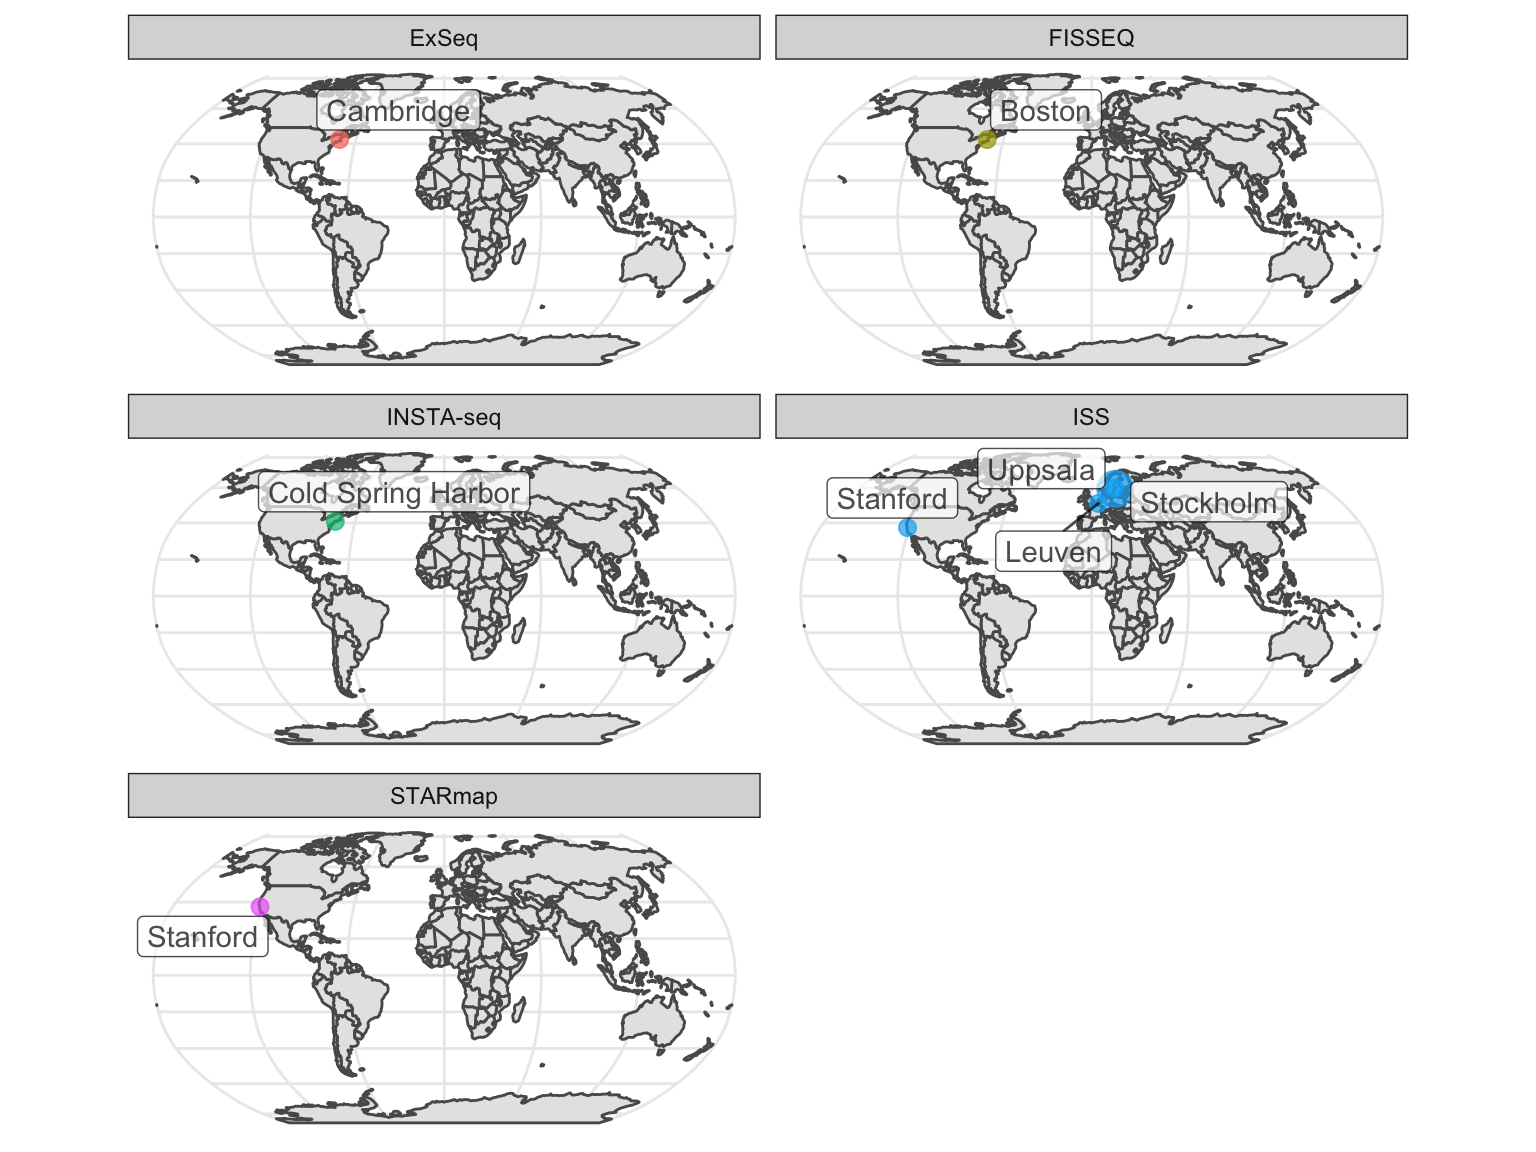 ExSeq
FISSEQ
Cambridge
Boston
INSTA-seq
ISS
Cold Spring Harbor
Uppsala
Stanford
Stockholm
Leuven
STARmap
Stanford